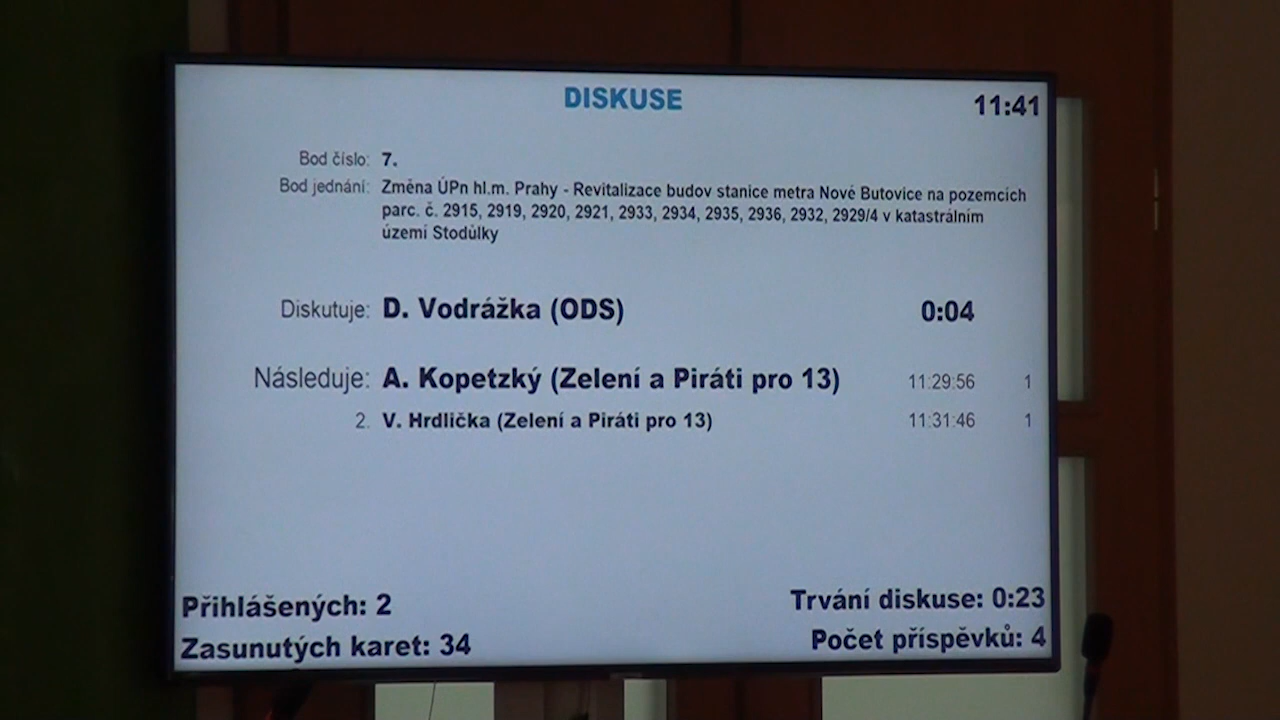 DISKUSE
11:41
Bod číslo: 7.
Bod jednání: Změna ÚPn hl.m. Prahy - Revitalizace budov stanice metra Nové Butovice na pozemcích
parc. č. 2915, 2919, 2920, 2921, 2933, 2934, 2935, 2936, 2932, 2929/4 v katastrálním
území Stodůlky
Diskutuje: D. Vodrážka (ODS) 0:04
Následuje: A. Kopetzký (Zelení a Piráti pro 13) 11:29:56 1
2. V. Hrdlička (Zelení a Piráti pro 13) 11:31:46 1
Přihlášených: 2
Trvání diskuse: 0:23
Zasunutých karet: 34
Počet příspěvků: 4